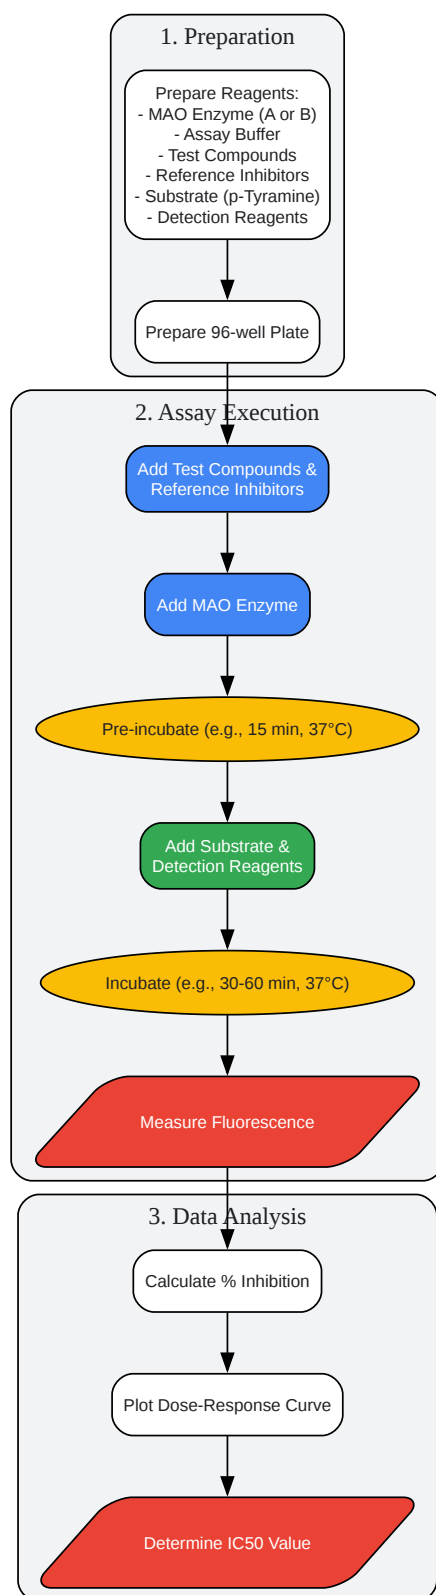 1. Preparation
Prepare Reagents:
- MAO Enzyme (A or B)
- Assay Buffer
- Test Compounds
- Reference Inhibitors
- Substrate (p-Tyramine)
- Detection Reagents
Prepare 96-well Plate
2. Assay Execution
Add Test Compounds &
Reference Inhibitors
Add MAO Enzyme
Pre-incubate (e.g., 15 min, 37°C)
Add Substrate &
Detection Reagents
Incubate (e.g., 30-60 min, 37°C)
Measure Fluorescence
3. Data Analysis
Calculate % Inhibition
Plot Dose-Response Curve
Determine IC50 Value